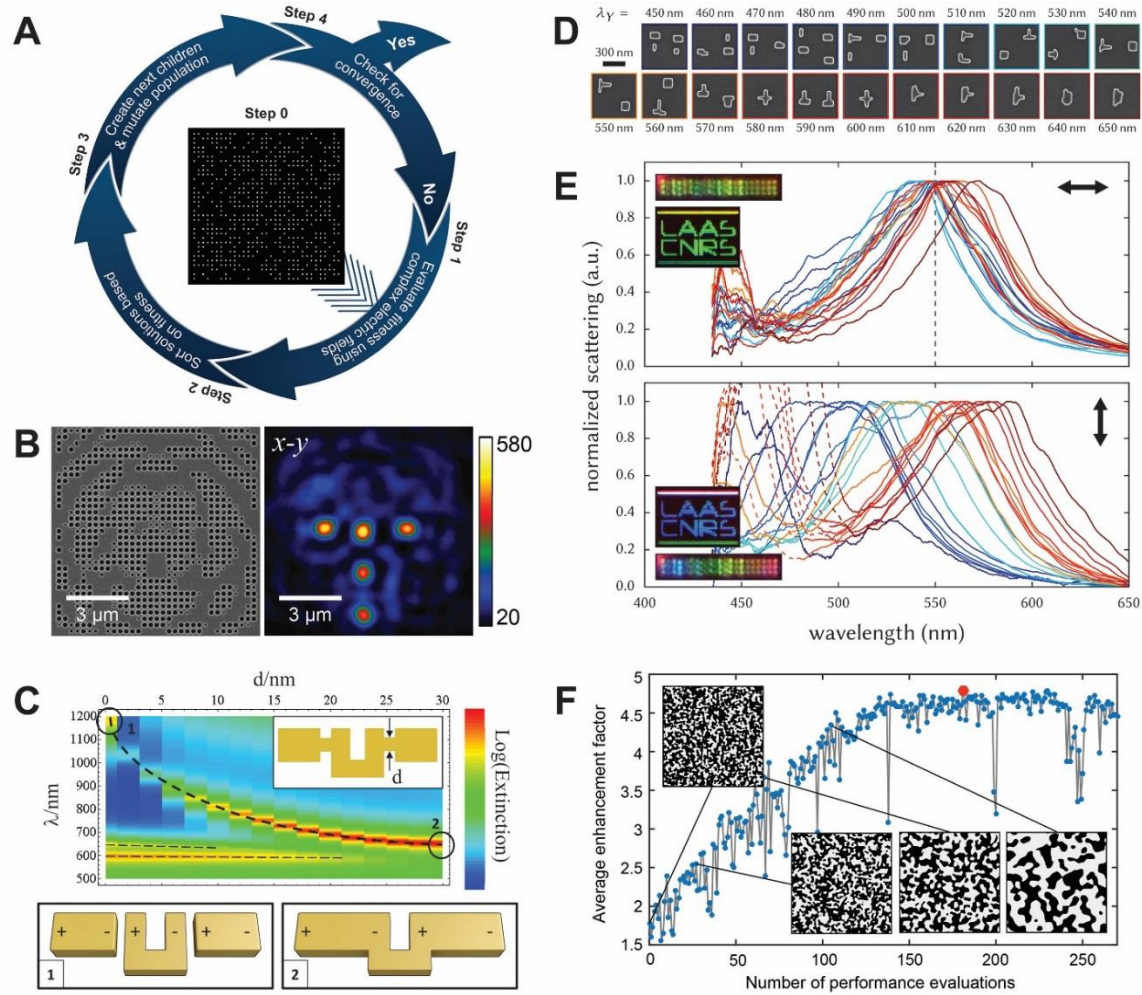 A
Step 4
Yes
Check for
convergence
Create next children
& mutate population
Step 3
Step 0
No
Step 1
Evaluate fitness using
complex electric fields
Sort solutions based
on fitness
Step 2
B
3 µm
x-y
3 µm
580
20
C
d/nm
0 5 10 15 20 25 30
1200
1100
1000
900
800
700
600
500
λ/nm
1
2
d
Log(Extinction)
+ - + - + -
1
+ - + -
2
D
λY = 450 nm 460 nm 470 nm 480 nm 490 nm 500 nm 510 nm 520 nm 530 nm 540 nm
300 nm
550 nm 560 nm 570 nm 580 nm 590 nm 600 nm 610 nm 620 nm 630 nm 640 nm 650 nm
E
normalized scattering (a.u.)
1.0
0.8
0.6
0.4
0.2
0.0
LAAS
CNRS
1.0
0.8
0.6
0.4
0.2
0.0
LAAS
CNRS
400 450 500 550 600 650
wavelength (nm)
F
Average enhancement factor
5
4.5
4
3.5
3
2.5
2
1.5
0 50 100 150 200 250
Number of performance evaluations